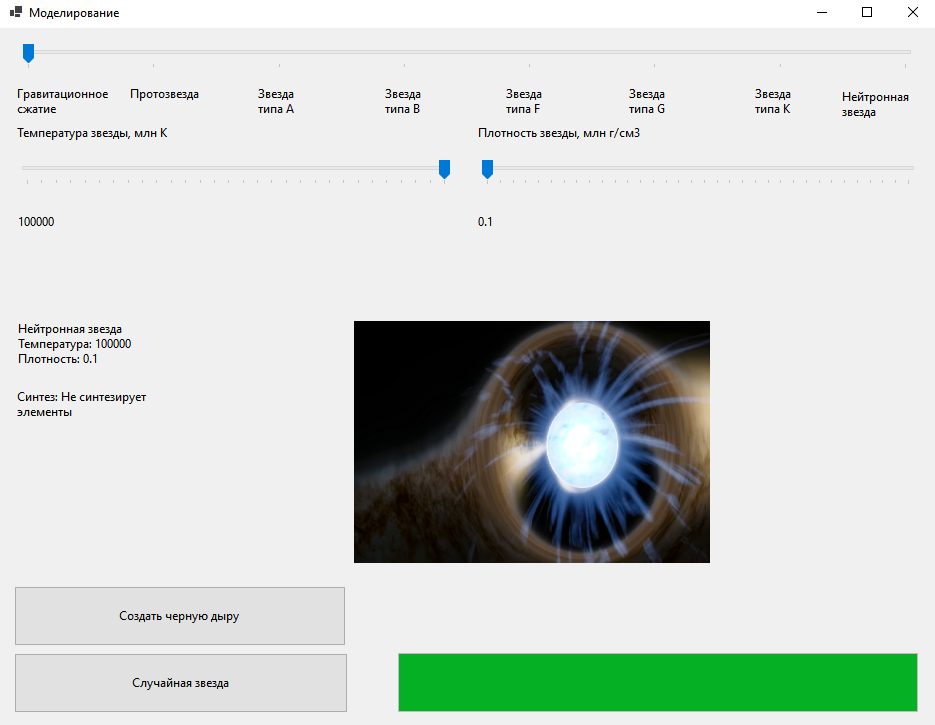 Моделирование
Гравитационное
сжатие
Протозвезда
Звезда
типа A
Звезда
типа B
Звезда
типа F
Звезда
типа G
Звезда
типа K
Нейтронная
звезда
Температура звезды, млн К
Плотность звезды, млн г/см3
100000
0.1
Нейтронная звезда
Температура: 100000
Плотность: 0.1
Синтез: Не синтезирует
элементы
Создать черную дыру
Случайная звезда